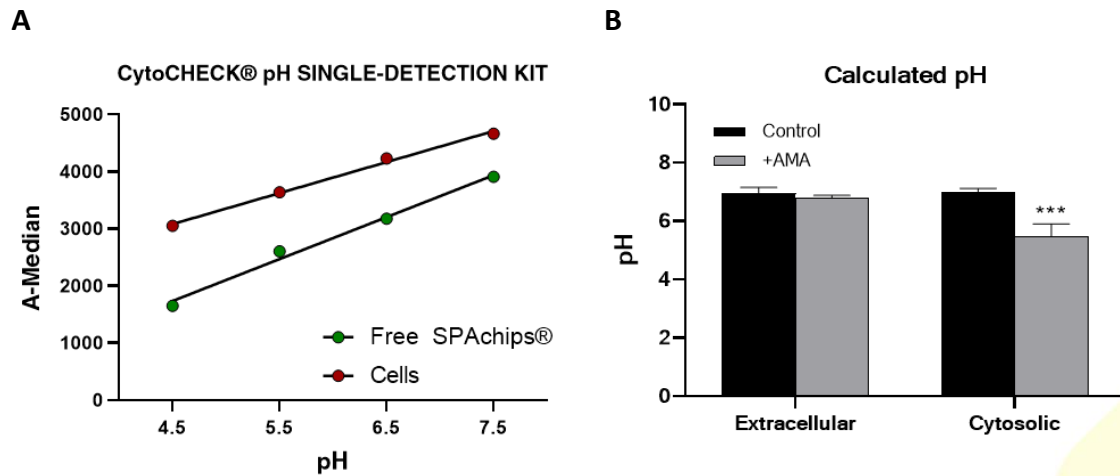 A
CytoCHECK® pH SINGLE-DETECTION KIT
5000
4000
3000
2000
1000
0
A-Median
Free SPAchips®
Cells
4.5 5.5 6.5 7.5
pH
B
Calculated pH
10
8
6
4
2
0
pH
Control
+AMA
***
Extracellular Cytosolic